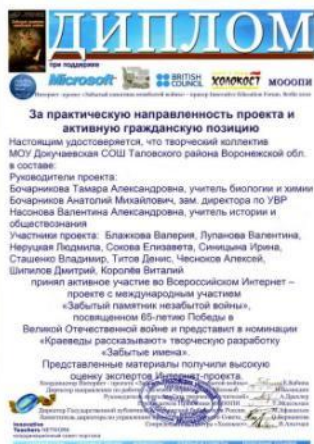 ДИПЛОМ
при поддержке
Microsoft BRITISH COUNCIL ХОЛОКОСТ МОООПИ
За практическую направленность проекта и
активную гражданскую позицию
Настоящим удостоверяется, что творческий коллектив
МОУ Докучаевская СОШ Таловского района Воронежской обл.
в составе:
Руководители проекта:
Бочарникова Тамара Александровна, учитель биологии и химии
Бочарников Анатолий Михайлович, зам. директора по УВР
Насонова Валентина Александровна, учитель истории и
обществознания
Участники проекта: Блажкова Валерия, Лупанова Валентина,
Неруцкая Людмила, Сокова Елизавета, Синицына Ирина,
Сташенко Владимир, Титов Денис, Чесноков Алексей,
Шипилов Дмитрий, Королёв Виталий
принял активное участие во Всероссийском Интернет –
проекте с международным участием
«Забытый памятник незабытой войны»,
посвященном 65-летию Победы в
Великой Отечественной войне и представил в номинации
«Краеведы рассказывают» творческую разработку
«Забытые имена».
Представленные материалы получили высокую
оценку экспертов Интернет-проекта.